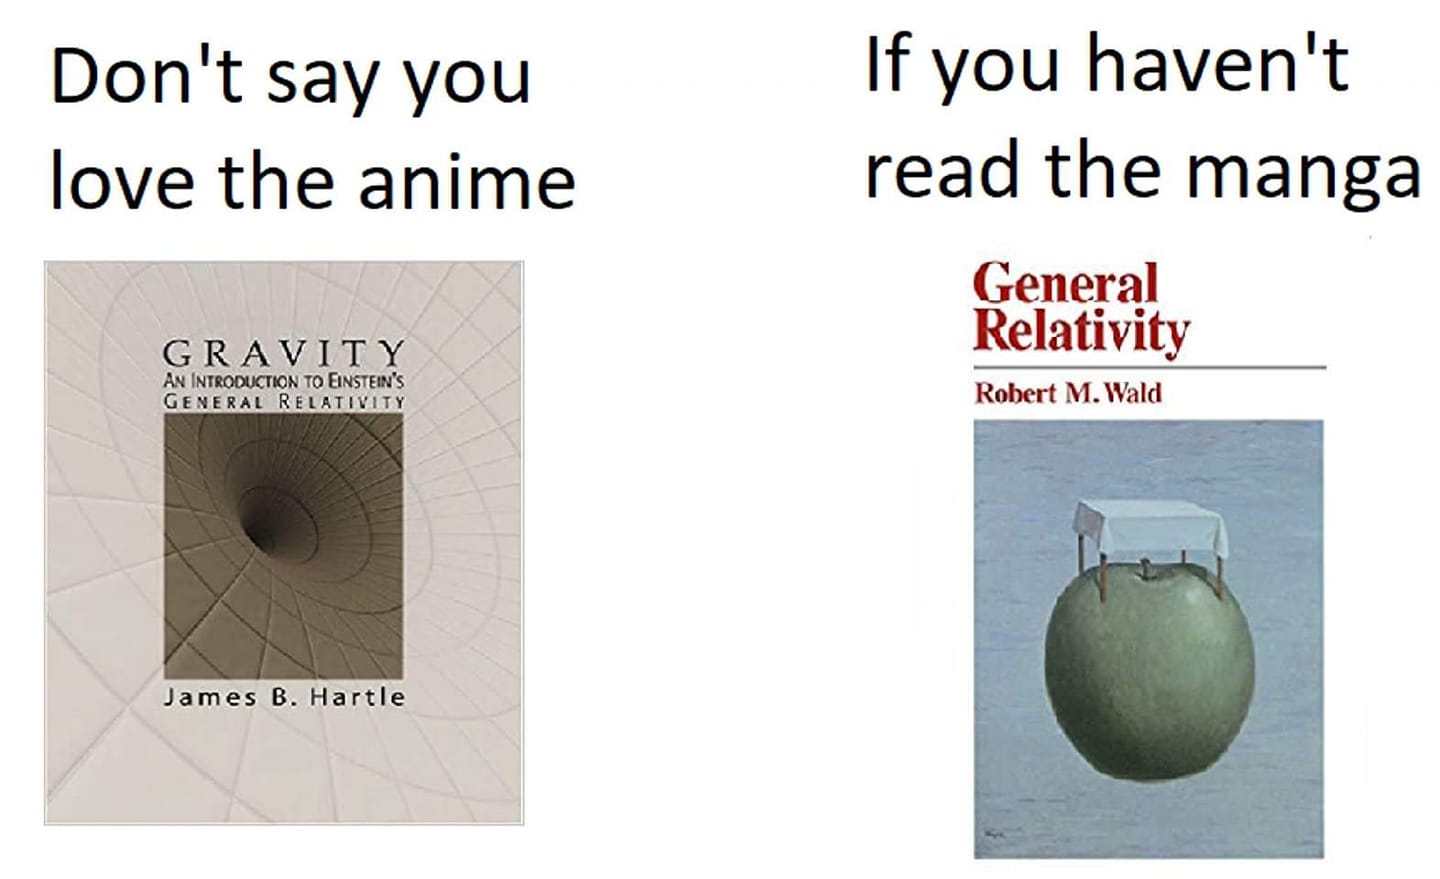 Don't say you
love the anime
If you haven't
read the manga
GRAVITY
AN INTRODUCTION TO EINSTEIN'S
GENERAL RELATIVITY
James B. Hartle
General
Relativity
Robert M. Wald